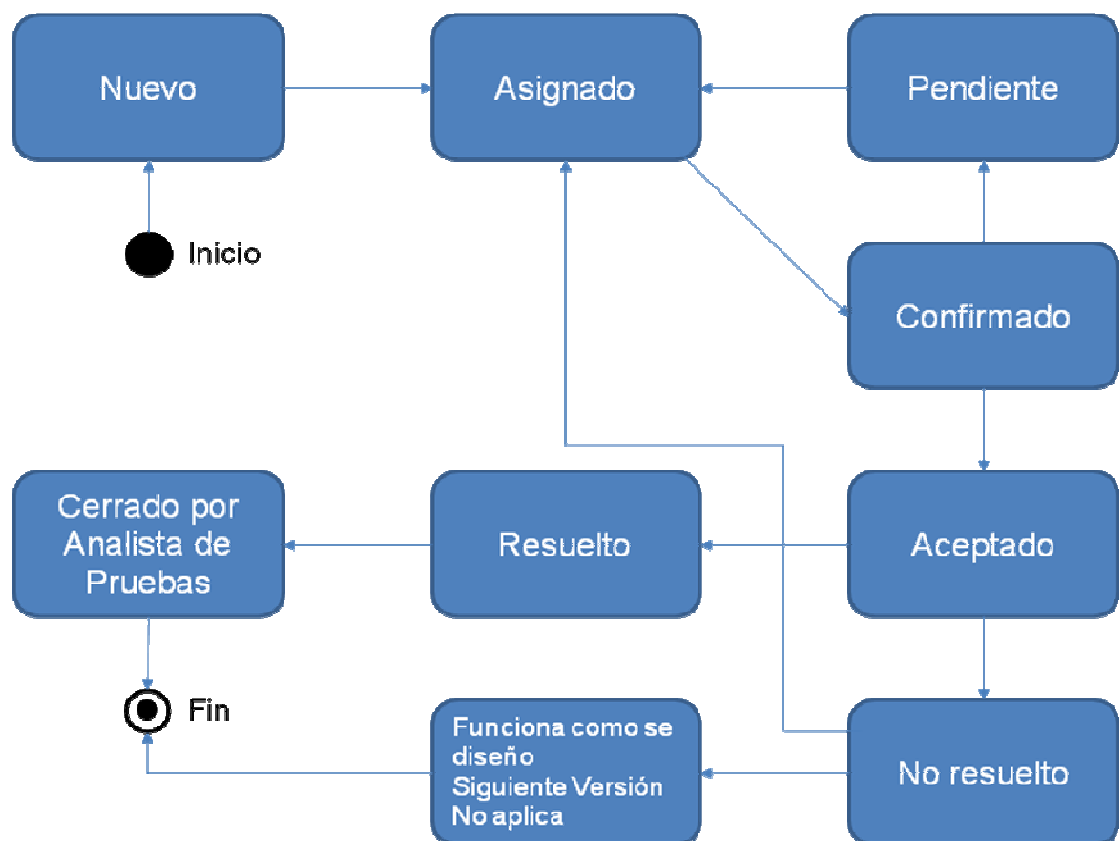 Nuevo
Asignado
Pendiente
Inicio
Confirmado
Cerrado por
Analista de
Pruebas
Resuelto
Aceptado
Fin
Funciona como se
diseño
Siguiente Versión
No aplica
No resuelto